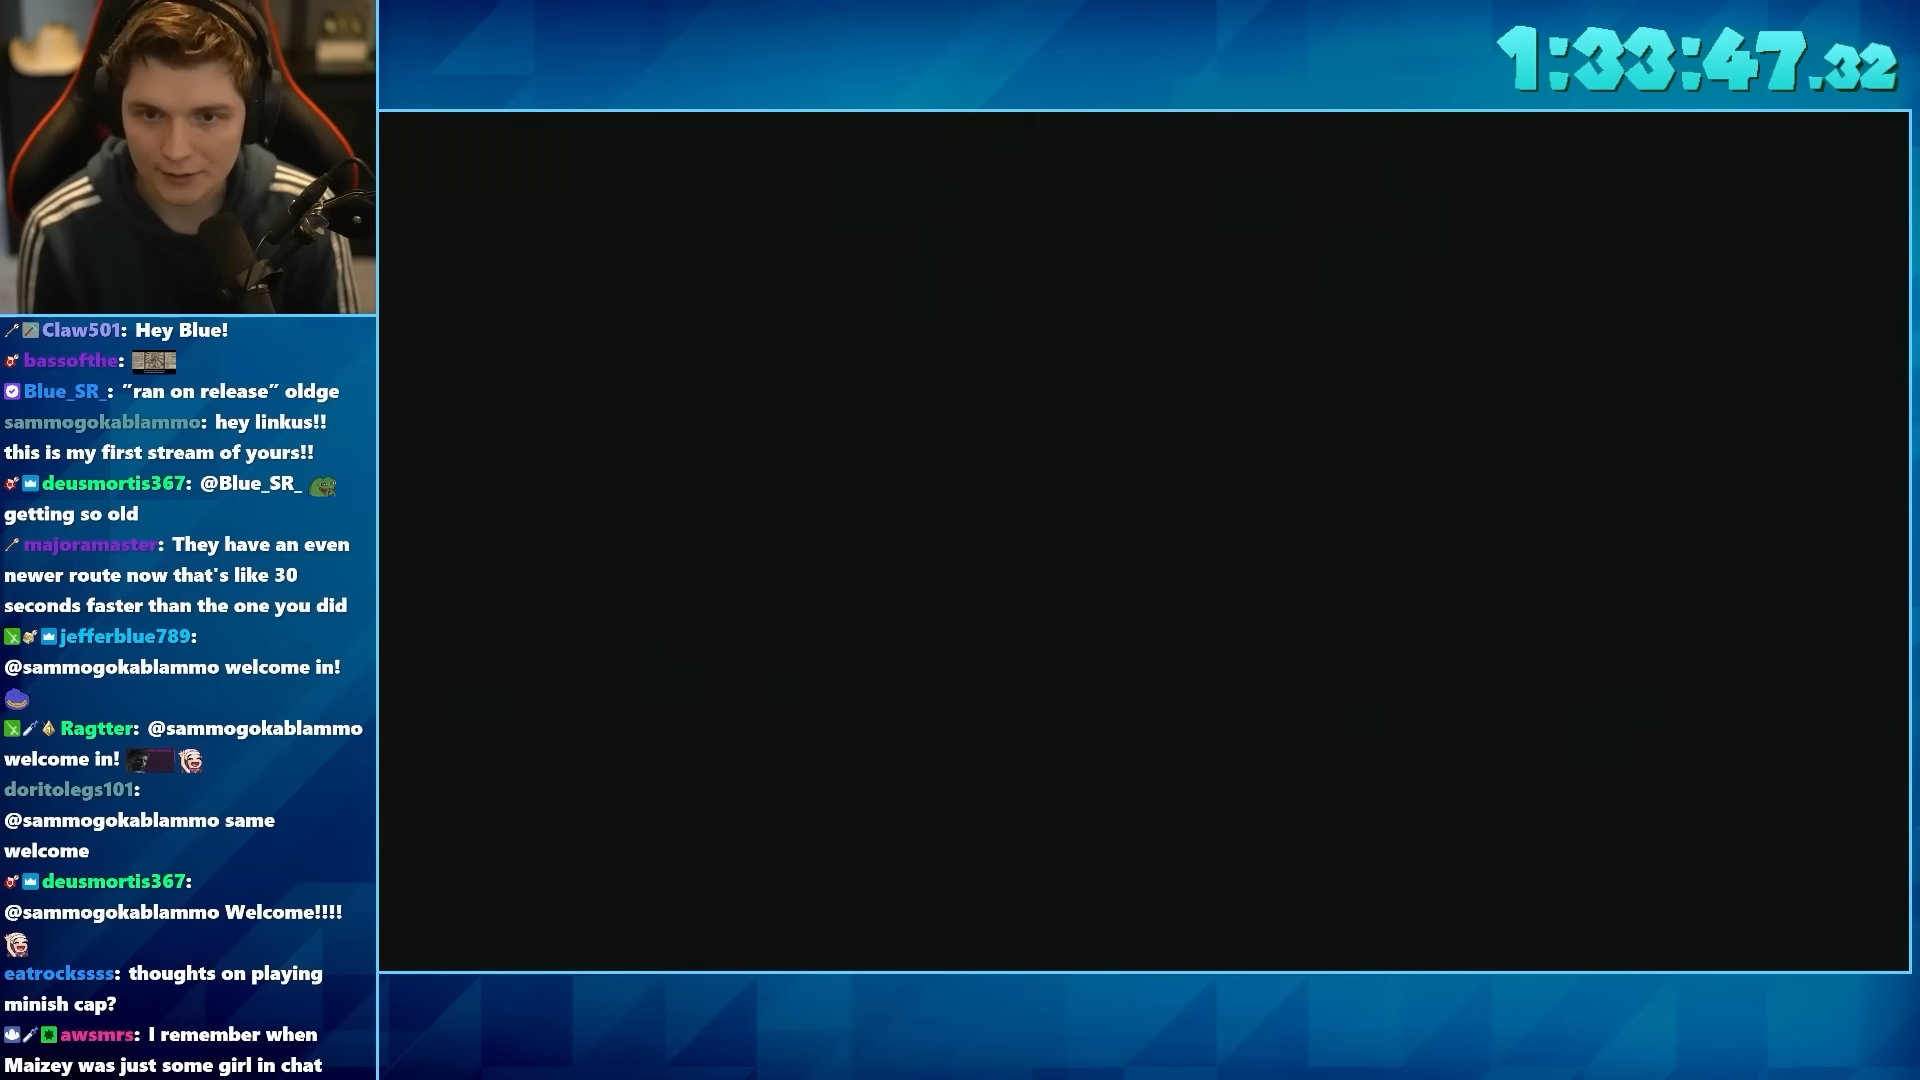 1:33:47.32
Claw501: Hey Blue!
bassofthe:
Blue_SR_: "ran on release" oldge
sammogokablammo: hey linkus!!
this is my first stream of yours!!
deusmortis367: @Blue_SR_
getting so old
majoramaster: They have an even
newer route now that's like 30
seconds faster than the one you did
jefferblue789:
@sammogokablammo welcome in!
Ragtter: @sammogokablammo
welcome in!
doritolegs101:
@sammogokablammo same
welcome
deusmortis367:
@sammogokablammo Welcome!!!!
eatrockssss: thoughts on playing
minish cap?
awsmrs: I remember when
Maizey was just some girl in chat